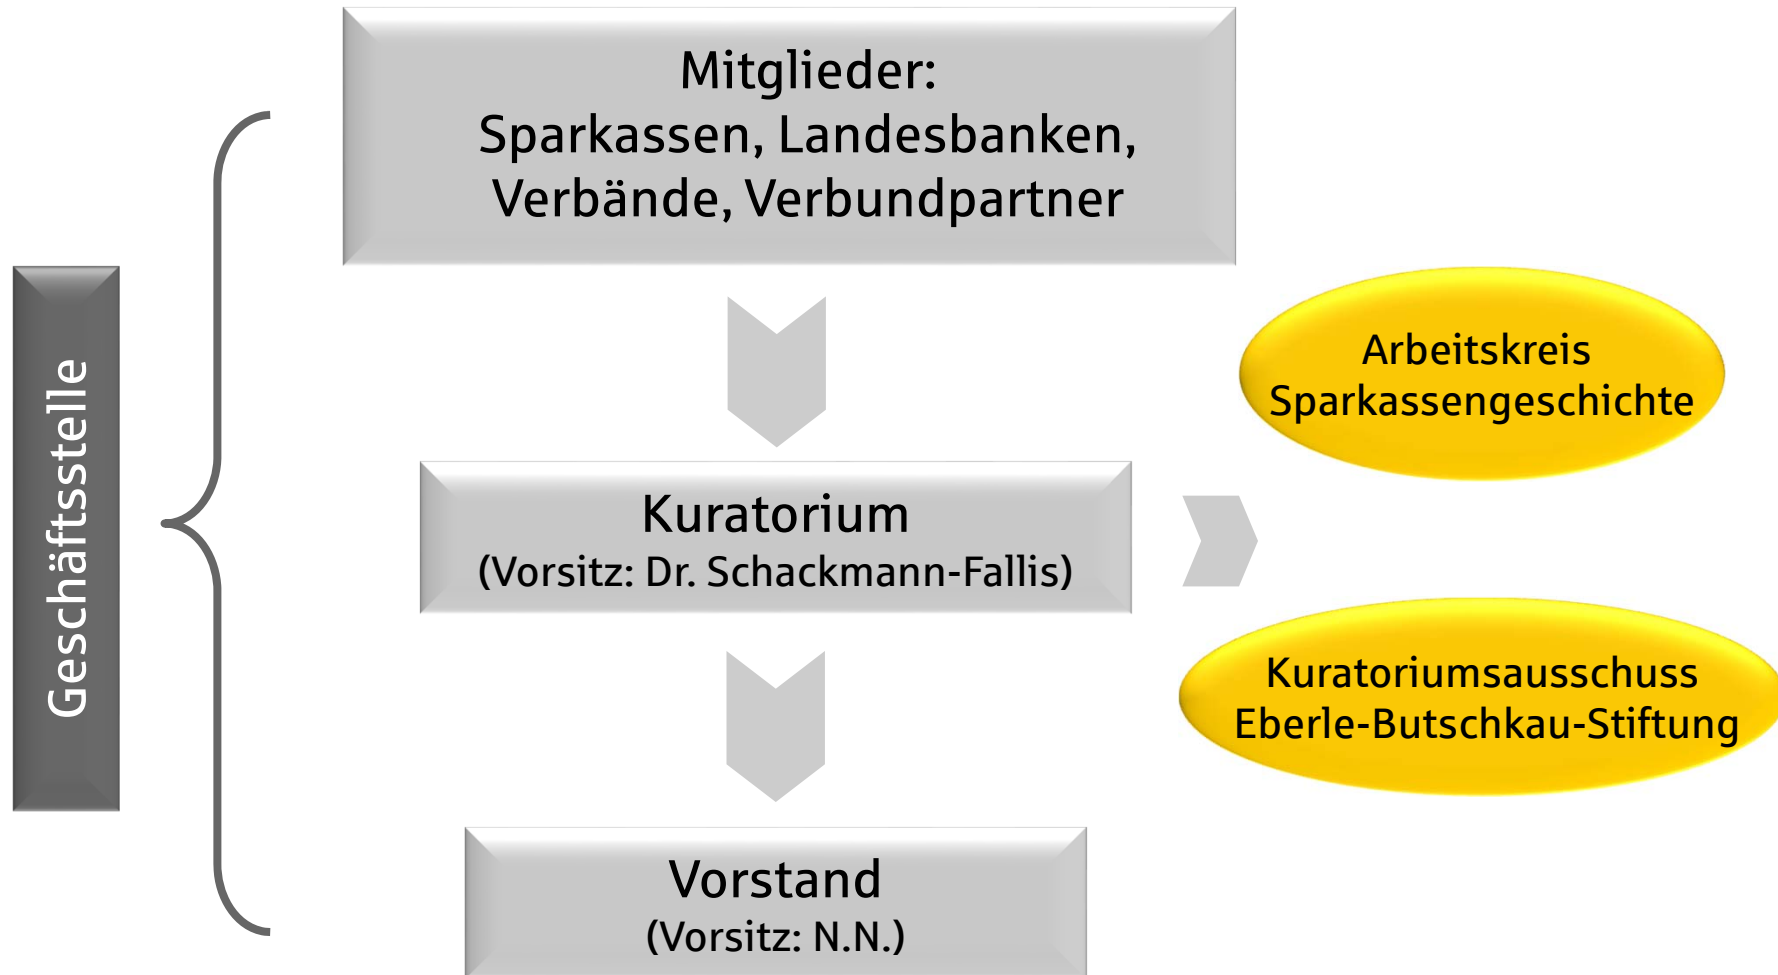 Mitglieder:
Sparkassen, Landesbanken,
Verbände, Verbundpartner
Geschäftsstelle
Arbeitskreis
Sparkassengeschichte
Kuratorium
(Vorsitz: Dr. Schackmann-Fallis)
Kuratoriumsausschuss
Eberle-Butschkau-Stiftung
Vorstand
(Vorsitz: N.N.)